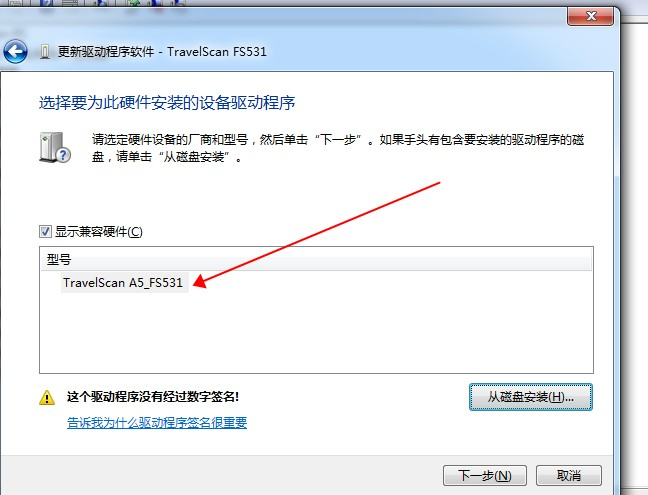 更新驱动程序软件 - TravelScan FS531
选择要为此硬件安装的设备驱动程序
请选定硬件设备的厂商和型号，然后单击“下一步”。如果手头有包含要安装的驱动程序的磁
盘，请单击“从磁盘安装”。
显示兼容硬件(C)
型号
TravelScan A5_FS531
这个驱动程序没有经过数字签名!
从磁盘安装(H)...
告诉我为什么驱动程序签名很重要
下一步(N)
取消